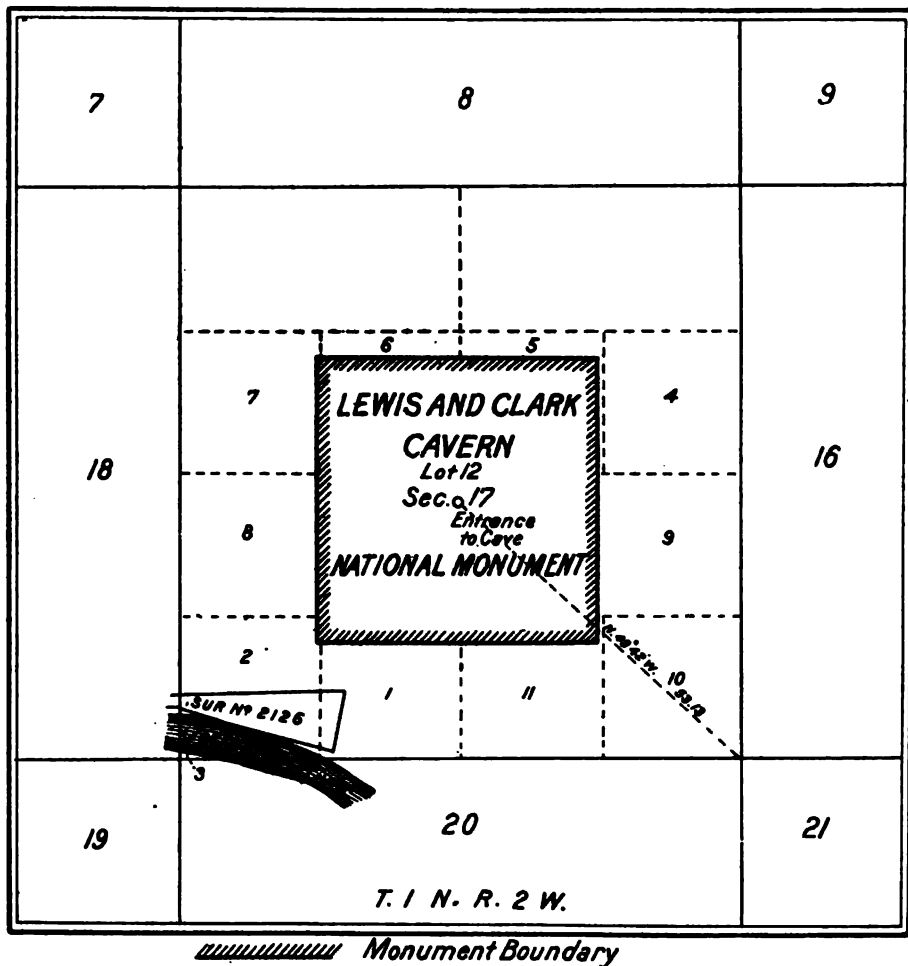 7
8
9
6
5
7
LEWIS AND CLARK
4
CAVERN
Lot 12
18
Sec. 17
16
Entrance
to Cave
8
9
NATIONAL MONUMENT
2
1
11
10
53.13
SUR Nº 2126
3
19
20
21
T. 1 N. R. 2 W.
Monument Boundary